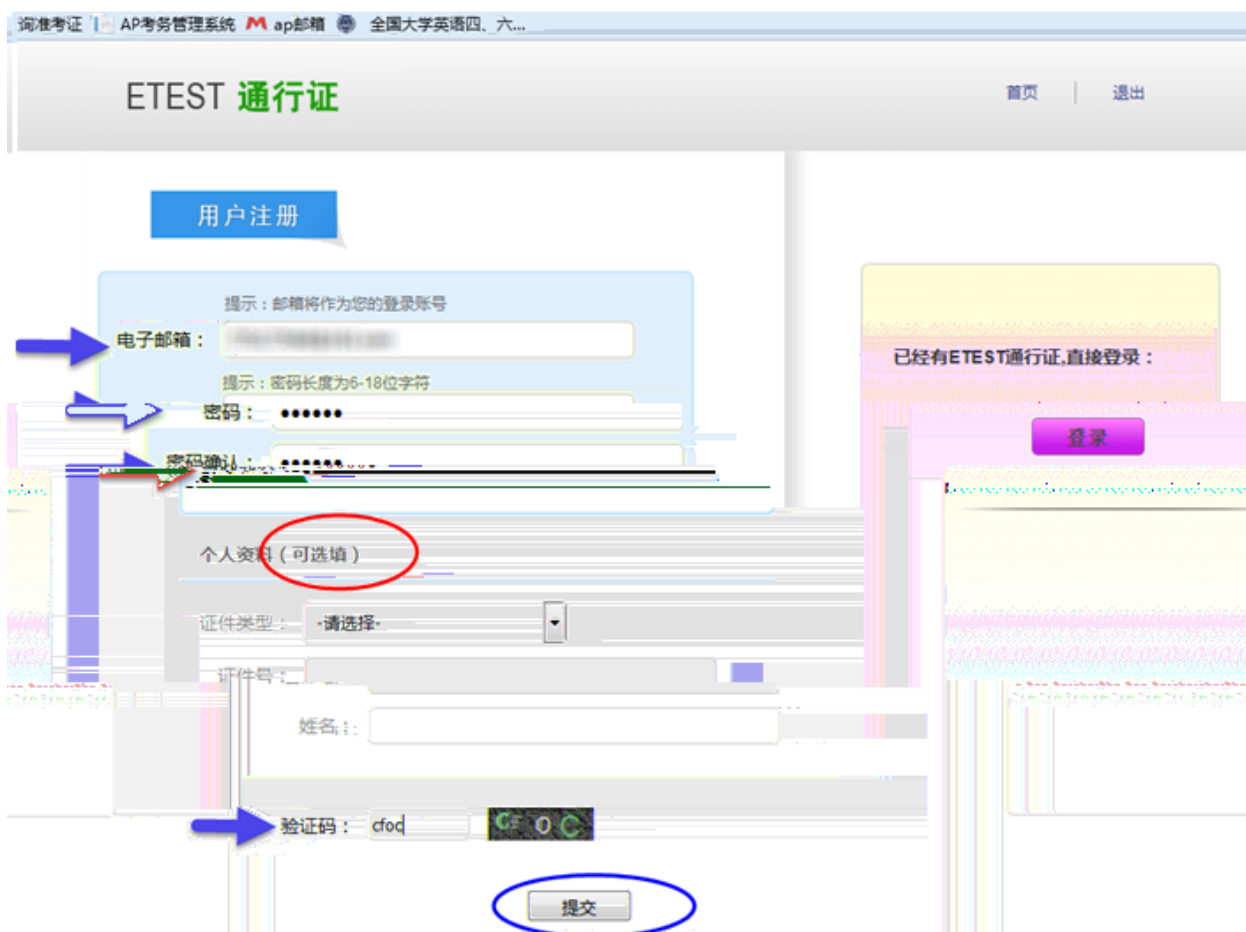 询准考证 AP考务管理系统 ap邮箱 全国大学英语四、六...
ETEST 通行证
首页 | 退出
用户注册
提示：邮箱将作为您的登录账号
电子邮箱：
提示：密码长度为6-18位字符
密码： ●●●●●●
密码确认： ●●●●●●
已经有ETEST通行证,直接登录：
登录
个人资料（可选填）
证件类型： -请选择-
证件号：
姓名：
验证码： cfoc
提交